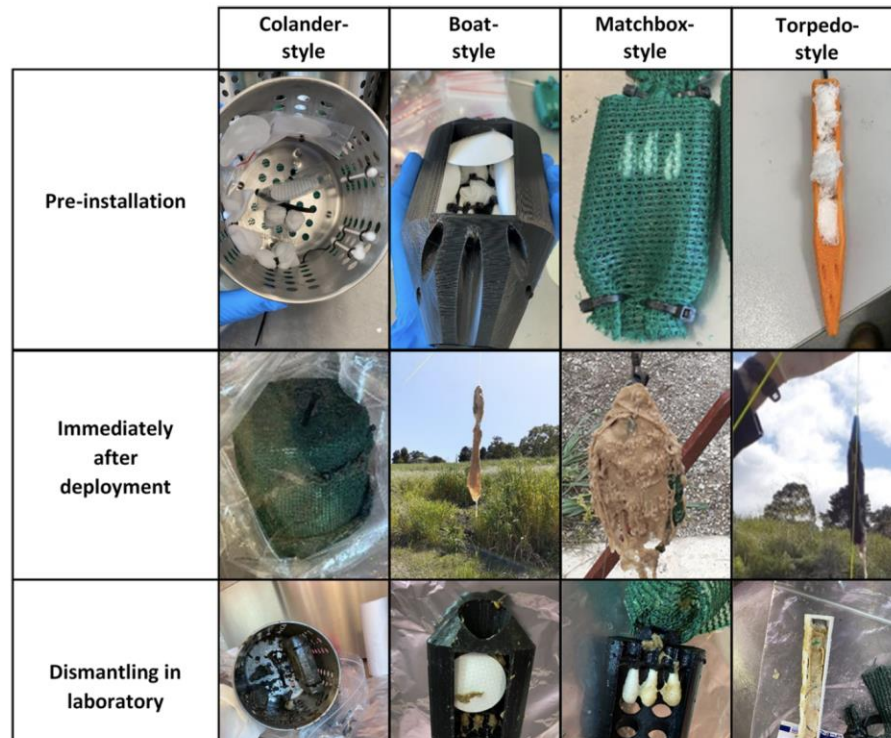 Colander-
style
Boat-
style
Matchbox-
style
Torpedo-
style
Pre-installation
Immediately
after
deployment
Dismantling in
laboratory